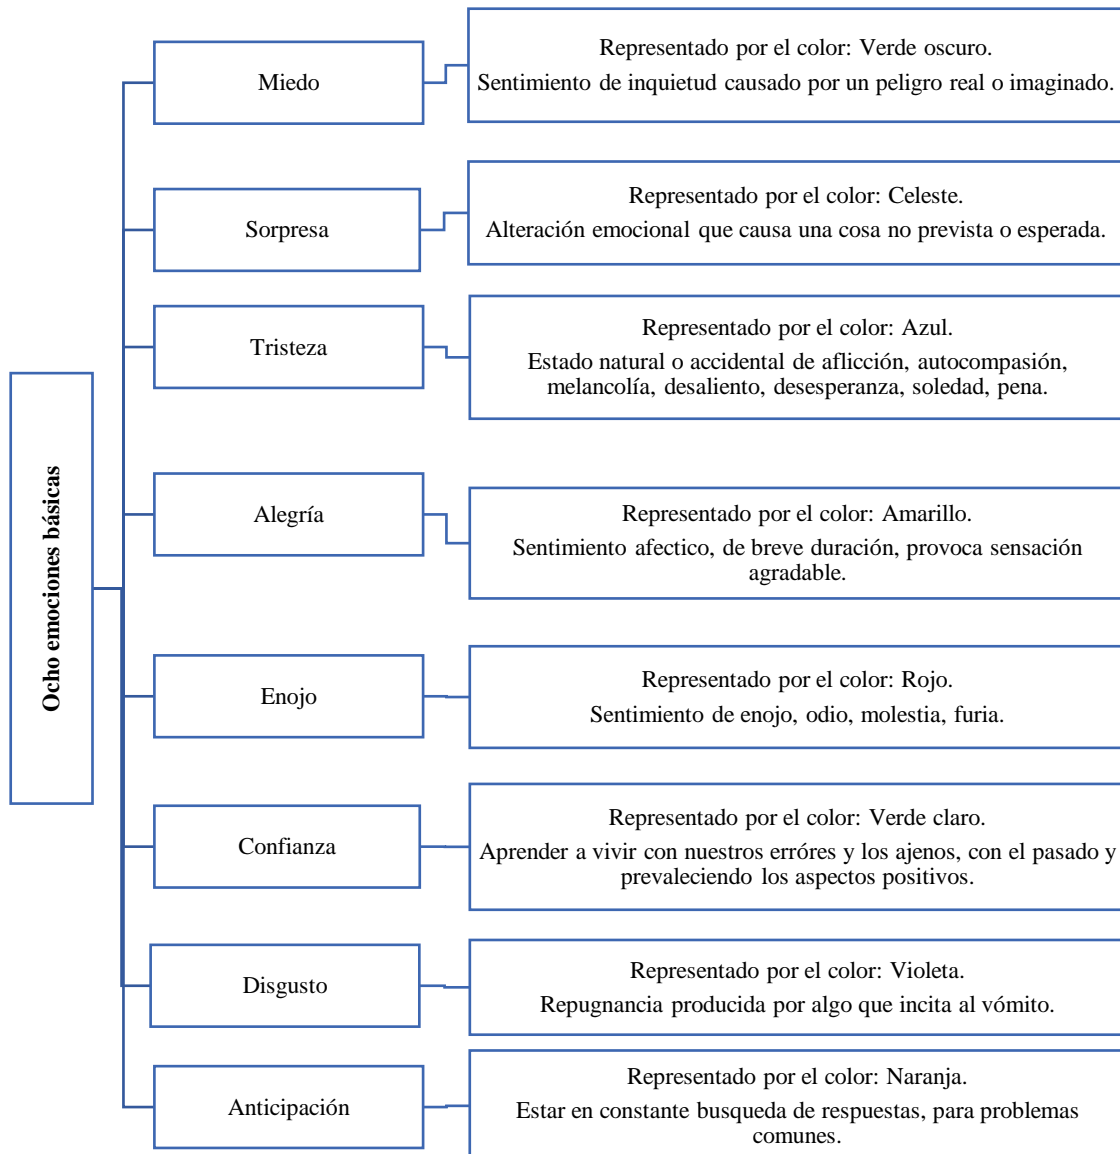 Ocho emociones básicas
Miedo
Representado por el color: Verde oscuro.
Sentimiento de inquietud causado por un peligro real o imaginado.
Sorpresa
Representado por el color: Celeste.
Alteración emocional que causa una cosa no prevista o esperada.
Tristeza
Representado por el color: Azul.
Estado natural o accidental de aflicción, autocompasión,
melancolía, desaliento, desesperanza, soledad, pena.
Alegría
Representado por el color: Amarillo.
Sentimiento afectico, de breve duración, provoca sensación
agradable.
Enojo
Representado por el color: Rojo.
Sentimiento de enojo, odio, molestia, furia.
Confianza
Representado por el color: Verde claro.
Aprender a vivir con nuestros erróres y los ajenos, con el pasado y
prevaleciendo los aspectos positivos.
Disgusto
Representado por el color: Violeta.
Repugnancia producida por algo que incita al vómito.
Anticipación
Representado por el color: Naranja.
Estar en constante busqueda de respuestas, para problemas
comunes.